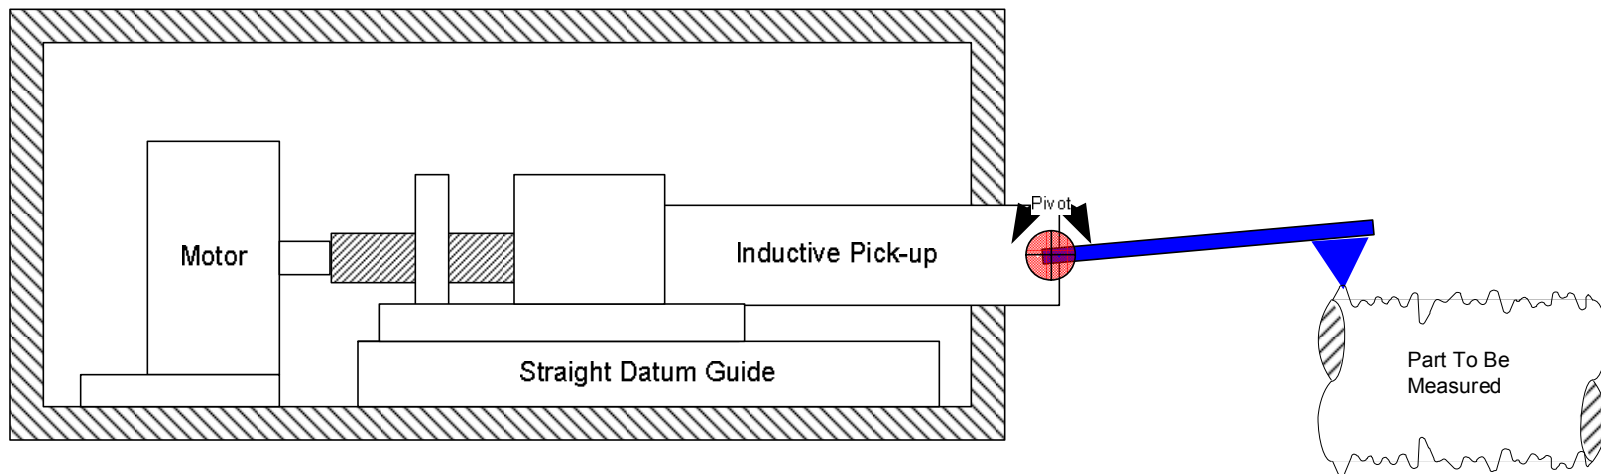 Pivot
Motor
Inductive Pick-up
Straight Datum Guide
Part To Be
Measured